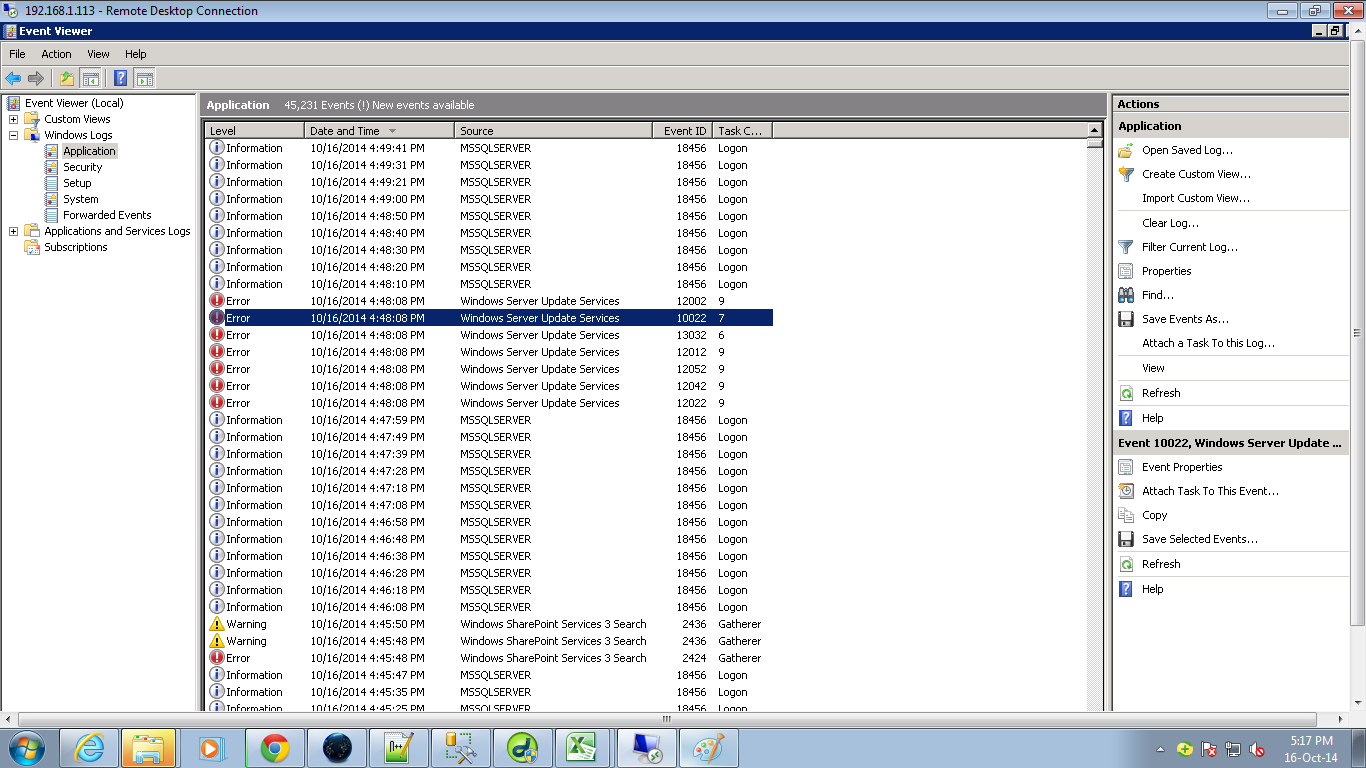 192.168.1.113 - Remote Desktop Connection
Event Viewer
File Action View Help
Event Viewer (Local)
Custom Views
Windows Logs
Application
Security
Setup
System
Forwarded Events
Applications and Services Logs
Subscriptions
Application 45,231 Events (!) New events available
Level Date and Time Source Event ID Task C...
Information 10/16/2014 4:49:41 PM MSSQLSERVER 18456 Logon
Information 10/16/2014 4:49:31 PM MSSQLSERVER 18456 Logon
Information 10/16/2014 4:49:21 PM MSSQLSERVER 18456 Logon
Information 10/16/2014 4:49:00 PM MSSQLSERVER 18456 Logon
Information 10/16/2014 4:48:50 PM MSSQLSERVER 18456 Logon
Information 10/16/2014 4:48:40 PM MSSQLSERVER 18456 Logon
Information 10/16/2014 4:48:30 PM MSSQLSERVER 18456 Logon
Information 10/16/2014 4:48:20 PM MSSQLSERVER 18456 Logon
Information 10/16/2014 4:48:10 PM MSSQLSERVER 18456 Logon
Error 10/16/2014 4:48:08 PM Windows Server Update Services 12002 9
Error 10/16/2014 4:48:08 PM Windows Server Update Services 10022 7
Error 10/16/2014 4:48:08 PM Windows Server Update Services 13032 6
Error 10/16/2014 4:48:08 PM Windows Server Update Services 12012 9
Error 10/16/2014 4:48:08 PM Windows Server Update Services 12052 9
Error 10/16/2014 4:48:08 PM Windows Server Update Services 12042 9
Error 10/16/2014 4:48:08 PM Windows Server Update Services 12022 9
Information 10/16/2014 4:47:59 PM MSSQLSERVER 18456 Logon
Information 10/16/2014 4:47:49 PM MSSQLSERVER 18456 Logon
Information 10/16/2014 4:47:39 PM MSSQLSERVER 18456 Logon
Information 10/16/2014 4:47:28 PM MSSQLSERVER 18456 Logon
Information 10/16/2014 4:47:18 PM MSSQLSERVER 18456 Logon
Information 10/16/2014 4:47:08 PM MSSQLSERVER 18456 Logon
Information 10/16/2014 4:46:58 PM MSSQLSERVER 18456 Logon
Information 10/16/2014 4:46:48 PM MSSQLSERVER 18456 Logon
Information 10/16/2014 4:46:38 PM MSSQLSERVER 18456 Logon
Information 10/16/2014 4:46:28 PM MSSQLSERVER 18456 Logon
Information 10/16/2014 4:46:18 PM MSSQLSERVER 18456 Logon
Information 10/16/2014 4:46:08 PM MSSQLSERVER 18456 Logon
Warning 10/16/2014 4:45:50 PM Windows SharePoint Services 3 Search 2436 Gatherer
Warning 10/16/2014 4:45:48 PM Windows SharePoint Services 3 Search 2436 Gatherer
Error 10/16/2014 4:45:48 PM Windows SharePoint Services 3 Search 2424 Gatherer
Information 10/16/2014 4:45:47 PM MSSQLSERVER 18456 Logon
Information 10/16/2014 4:45:35 PM MSSQLSERVER 18456 Logon
Information 10/16/2014 4:45:25 PM MSSQLSERVER 18456 Logon
Actions
Application
Open Saved Log...
Create Custom View...
Import Custom View...
Clear Log...
Filter Current Log...
Properties
Find...
Save Events As...
Attach a Task To this Log...
View
Refresh
Help
Event 10022, Windows Server Update ...
Event Properties
Attach Task To This Event...
Copy
Save Selected Events...
Refresh
Help
5:17 PM
16-Oct-14